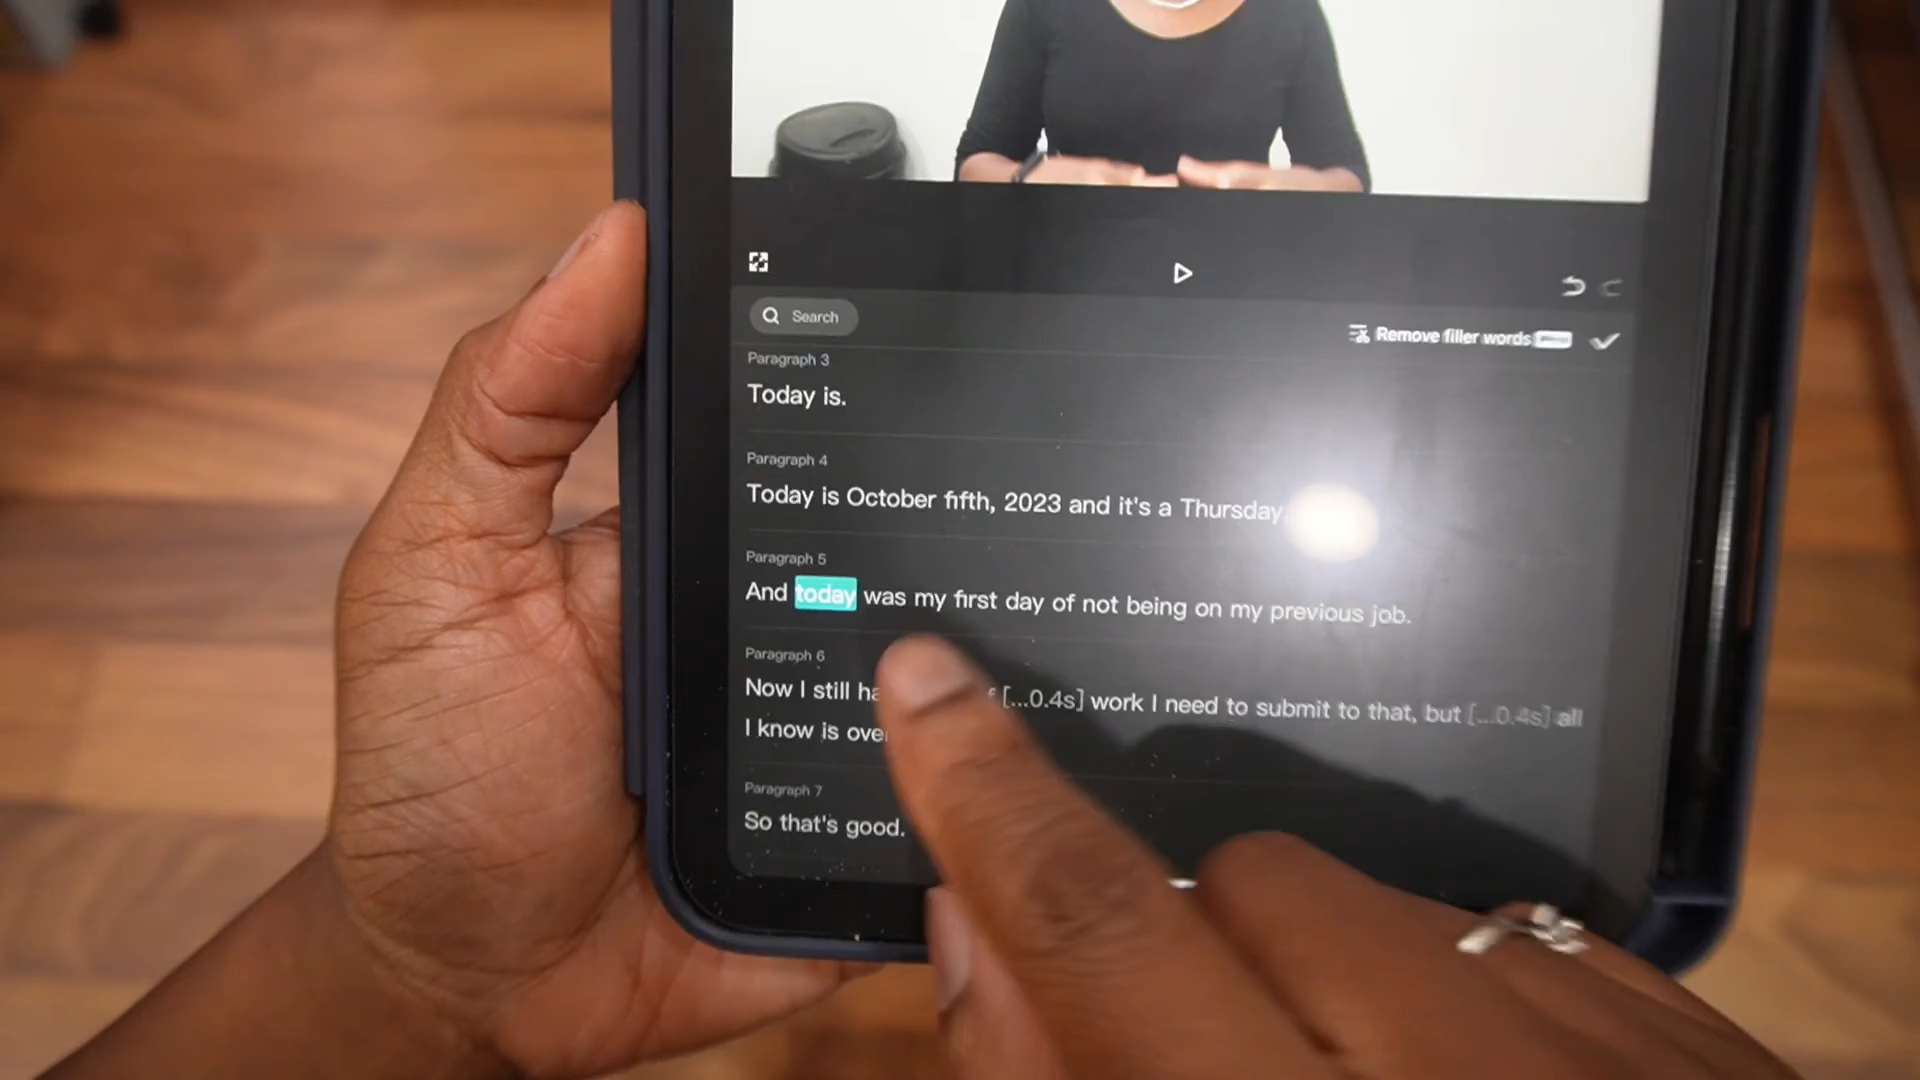 Search
Remove filler words
Paragraph 3
Today is.
Paragraph 4
Today is October fifth, 2023 and it's a Thursday
Paragraph 5
And today was my first day of not being on my previous job.
Paragraph 6
Now I still [...0.4s] work I need to submit to that, but [...0.4s] all
I know is
Paragraph 7
So that's good.